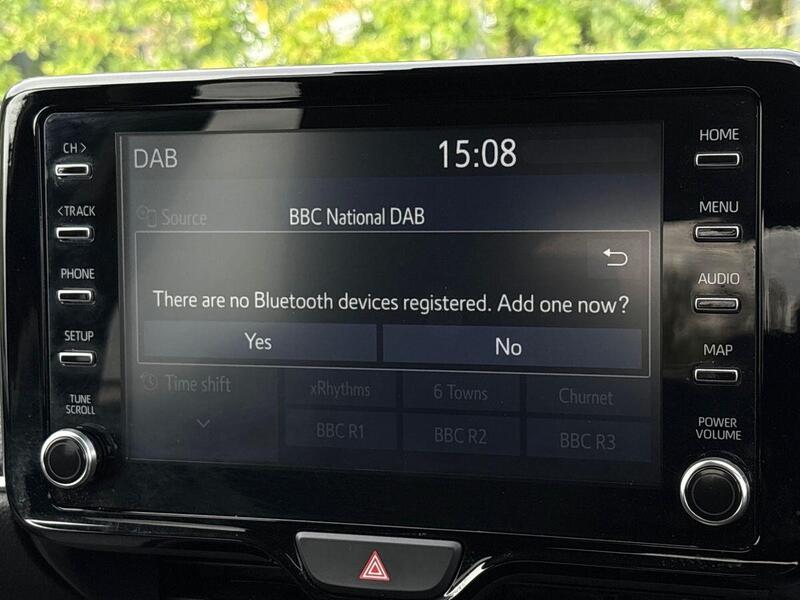 CH>
<TRACK
PHONE
SETUP
TUNE
SCROLL
DAB
15:08
Source
BBC National DAB
There are no Bluetooth devices registered. Add one now?
Yes
No
Time shift
xRhythms
6 Towns
Churnet
BBC R1
BBC R2
BBC R3
HOME
MENU
AUDIO
MAP
POWER
VOLUME